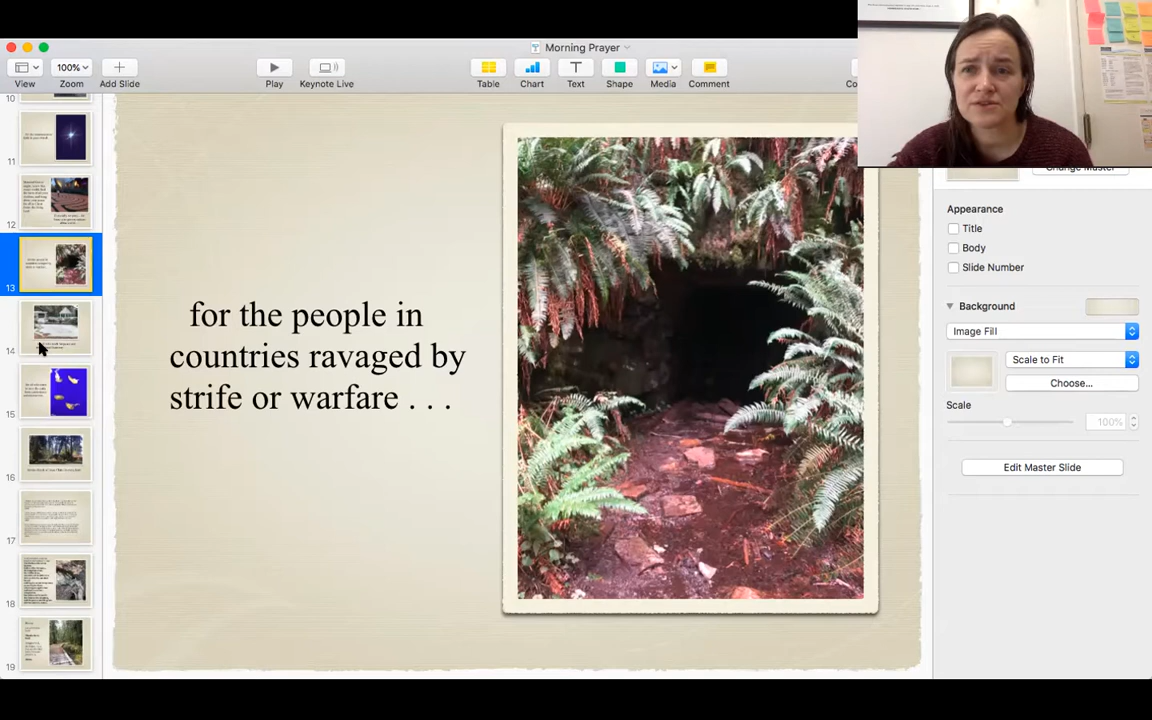 Morning Prayer
100%
View
Zoom
Add Slide
Play
Keynote Live
Table
Chart
Text
Shape
Media
Comment
Co
Change Master
10
11
12
13
14
15
16
17
18
19
for the people in
countries ravaged by
strife or warfare . . .
Appearance
Title
Body
Slide Number
Background
Image Fill
Scale to Fit
Choose...
Scale
100%
Edit Master Slide